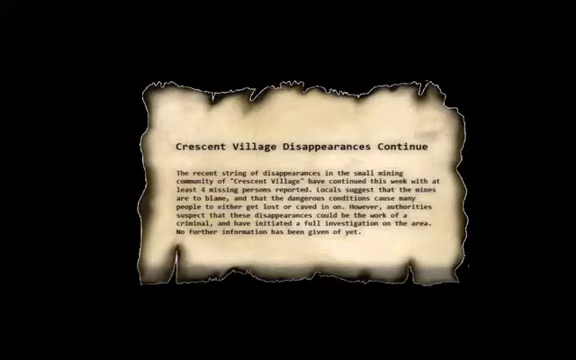 Crescent Village Disappearances Continue
The recent string of disappearances in the small mining
community of "Crescent Village" have continued this week with at
least 4 missing persons reported. Locals suggest that the mines
are to blame, and that the dangerous conditions cause many
people to either get lost or caved in on. However, authorities
suspect that these disappearances could be the work of a
criminal, and have initiated a full investigation on the area.
No further information has been given of yet.